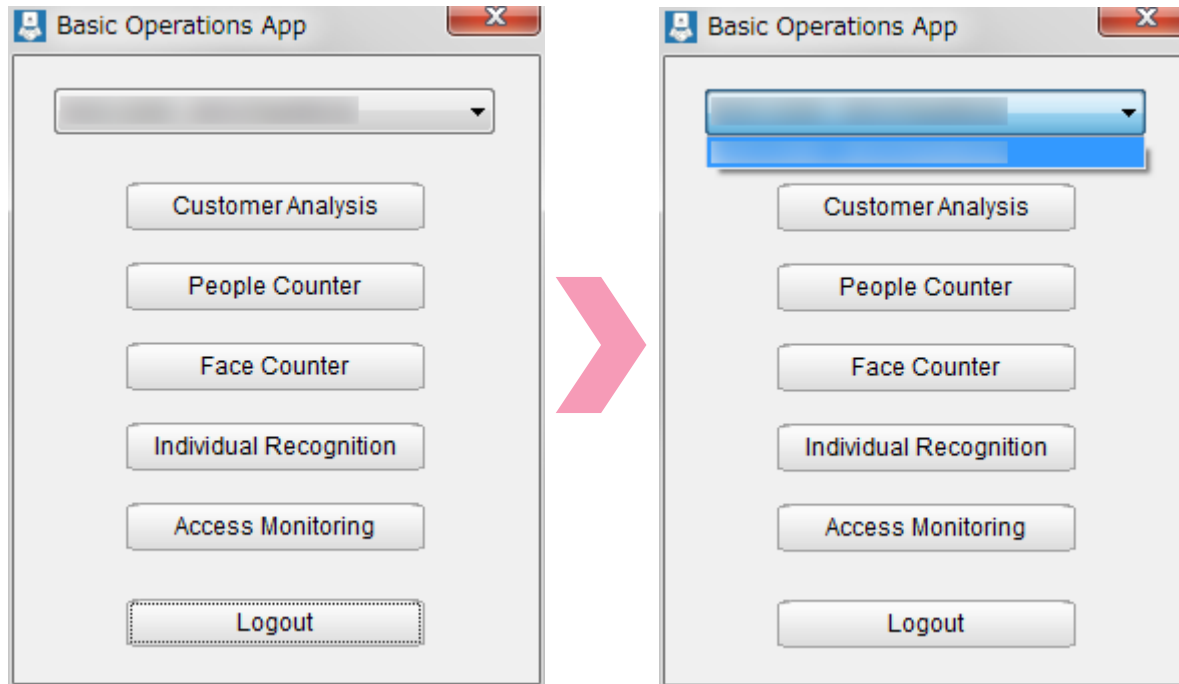 Basic Operations App
Customer Analysis
People Counter
Face Counter
Individual Recognition
Access Monitoring
Logout
Basic Operations App
Customer Analysis
People Counter
Face Counter
Individual Recognition
Access Monitoring
Logout